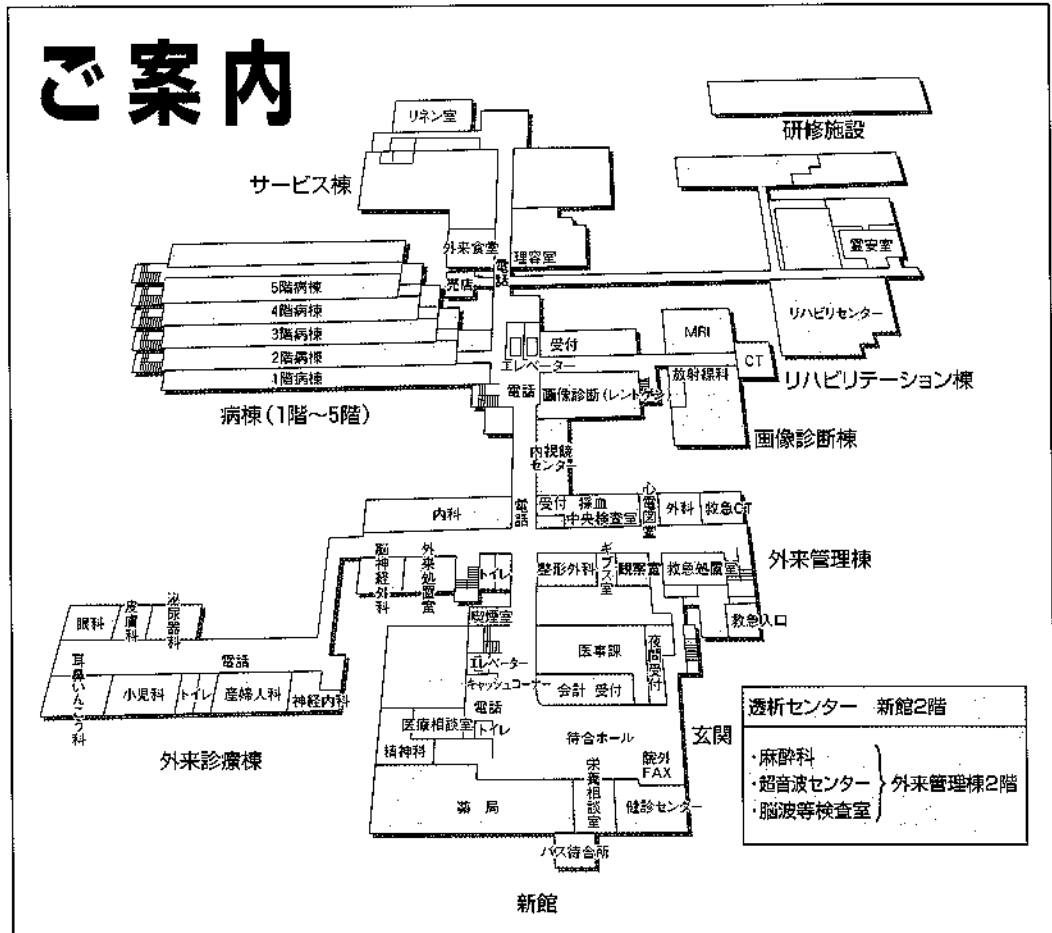 ご案内
リネン室
研修施設
サービス棟
外来食堂
理容室
電話
売店
霊安室
5階病棟
4階病棟
3階病棟
2階病棟
1階病棟
病棟(1階～5階)
リハビリセンター
リハビリテーション棟
受付
エレベーター
MRI
CT
電話
画像診断(レントゲン)
放射線科
画像診断棟
内視鏡
センター
内科
電話
受付 採血
中央検査室
心電図室
外科
救急CT
外来管理棟
脳神経外科
外来処置室
トイレ
整形外科
ギプス室
観察室
救急処置室
救急入口
喫煙室
眼科
皮膚科
泌尿器科
電話
耳鼻いんこう科
小児科
トイレ
産婦人科
神経内科
外来診療棟
エレベーター
キャッシュコーナー
電話
医事課
夜間受付
会計 受付
医療相談室
トイレ
精神科
待合ホール
玄関
院外
FAX
薬局
栄養相談室
健診センター
バス待合所
新館
透析センター 新館2階
・麻酔科
・超音波センター
・脳波等検査室
外来管理棟2階